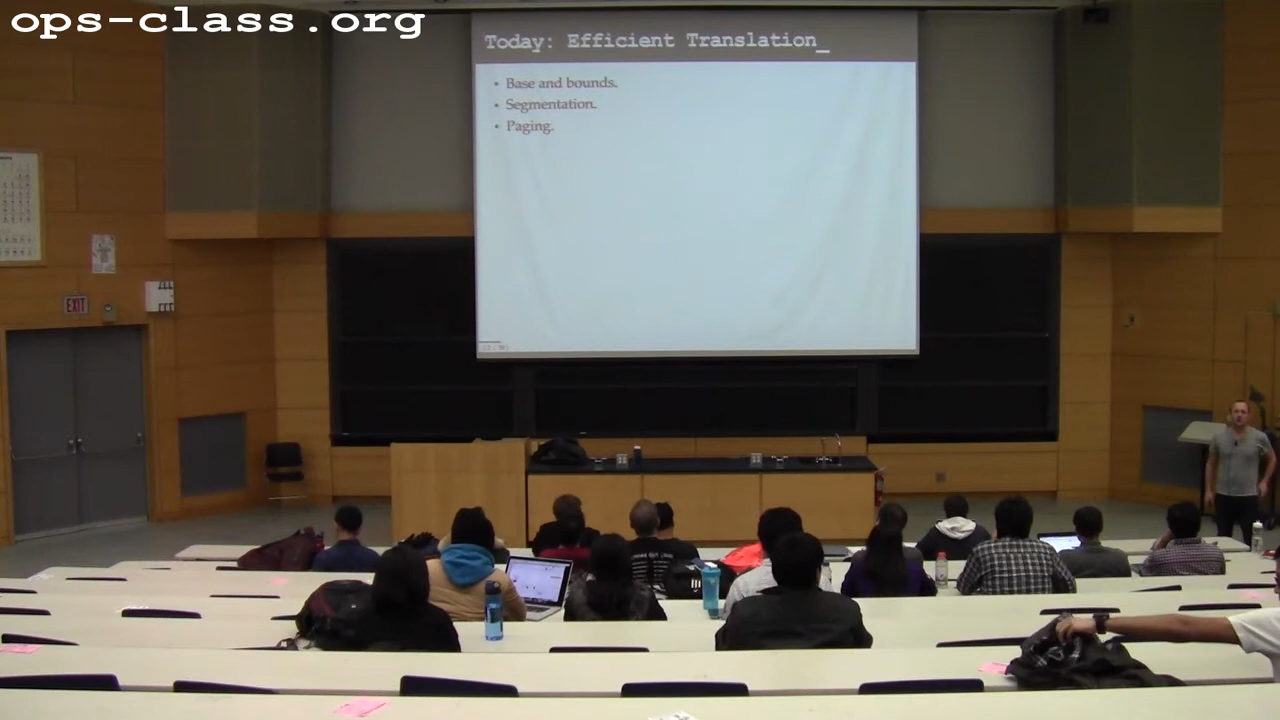 ops-class.org
Today: Efficient Translation_
• Base and bounds.
• Segmentation.
• Paging.
EXIT